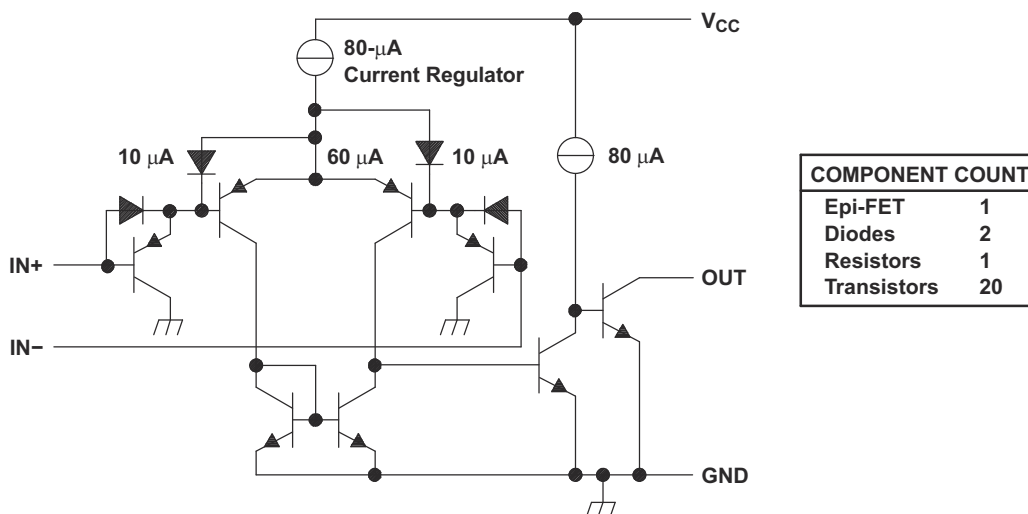 V_CC
80-μA
Current Regulator
10 μA
60 μA
10 μA
80 μA
IN+
IN−
OUT
GND
COMPONENT COUNT
Epi-FET 1
Diodes 2
Resistors 1
Transistors 20